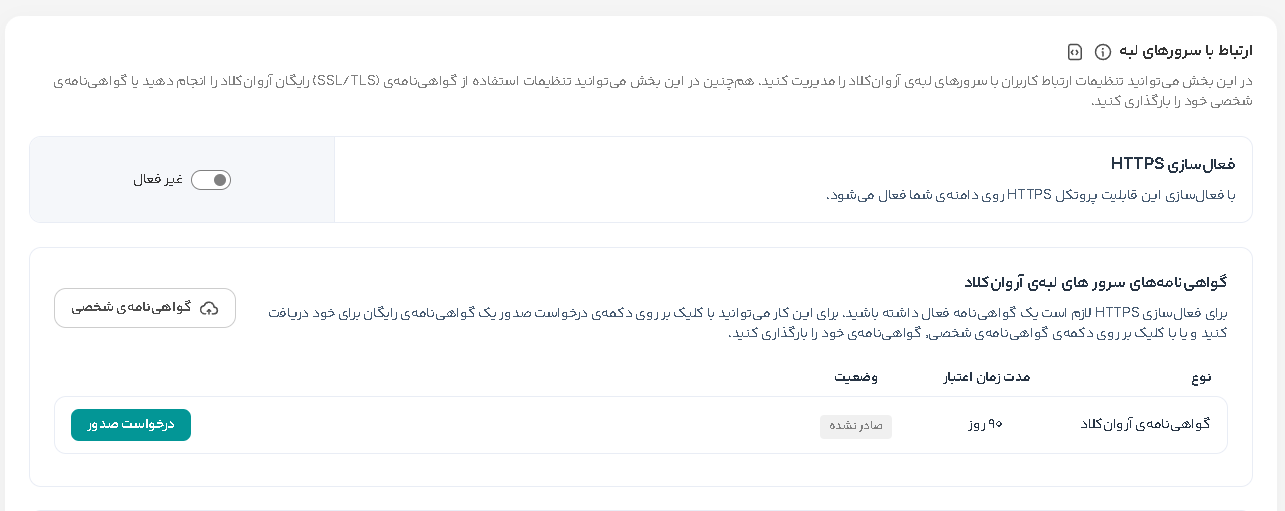 ارتباط با سرورهای لبه
در این بخش می‌توانید تنظیمات ارتباط کاربران با سرورهای لبه‌ی آروان‌کلاد را مدیریت کنید. هم‌چنین در این بخش می‌توانید تنظیمات استفاده از گواهی‌نامه‌ی (SSL/TLS) رایگان آروان‌کلاد را انجام دهید یا گواهی‌نامه‌ی
شخصی خود را بارگذاری کنید.
فعال‌سازی HTTPS
غیر فعال
با فعال‌سازی این قابلیت پروتکل HTTPS روی دامنه‌ی شما فعال می‌شود.
گواهی‌نامه‌های سرور های لبه‌ی آروان‌کلاد
گواهی‌نامه‌ی شخصی
برای فعال‌سازی HTTPS لازم است یک گواهی‌نامه فعال داشته باشید. برای این کار می‌توانید با کلیک بر روی دکمه‌ی درخواست صدور یک گواهی‌نامه‌ی رایگان برای خود دریافت
کنید و یا با کلیک بر روی دکمه‌ی گواهی‌نامه‌ی شخصی, گواهی‌نامه‌ی خود را بارگذاری کنید.
نوع مدت زمان اعتبار وضعیت
گواهی‌نامه‌ی آروان‌کلاد ۹۰ روز صادر نشده درخواست صدور